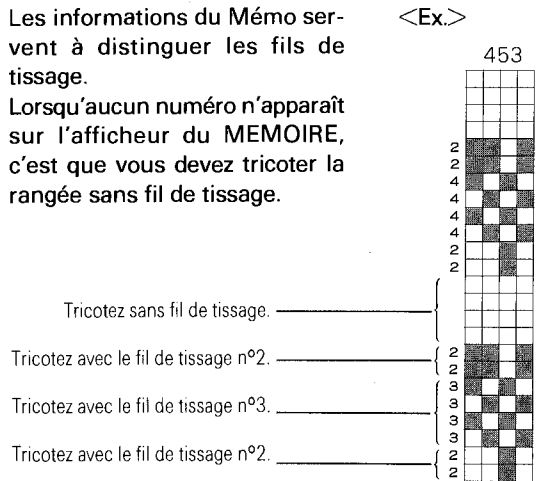 Les informations du Mémo ser-
vent à distinguer les fils de
tissage.
Lorsqu'aucun numéro n'apparaît
sur l'afficheur du MEMOIRE,
c'est que vous devez tricoter la
rangée sans fil de tissage.
<Ex.>
453
2
2
4
4
4
4
2
2
Tricotez sans fil de tissage.
Tricotez avec le fil de tissage nº2.
2
2
Tricotez avec le fil de tissage nº3.
3
3
3
3
Tricotez avec le fil de tissage nº2.
2
2